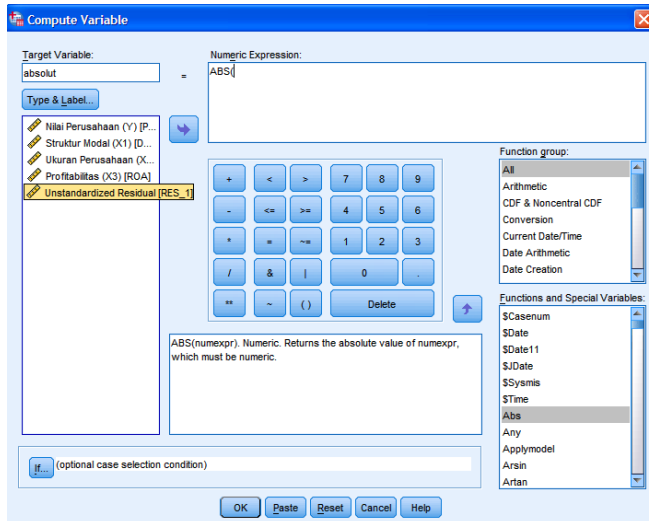 Compute Variable
Target Variable:
absolut
=
Numeric Expression:
ABS(
Type & Label...
Nilai Perusahaan (Y) [P...
Struktur Modal (X1) [D...
Ukuran Perusahaan (X...
Profitabilitas (X3) [ROA]
Unstandardized Residual [RES_1]
+ < > 7 8 9
- <= >= 4 5 6
* = ~= 1 2 3
/ & | 0 .
** ~ ( ) Delete
Function group:
All
Arithmetic
CDF & Noncentral CDF
Conversion
Current Date/Time
Date Arithmetic
Date Creation
Functions and Special Variables:
$Casenum
$Date
$Date11
$JDate
$Sysmis
$Time
Abs
Any
Applymodel
Arsin
Artan
ABS(numexpr). Numeric. Returns the absolute value of numexpr,
which must be numeric.
If... (optional case selection condition)
OK Paste Reset Cancel Help